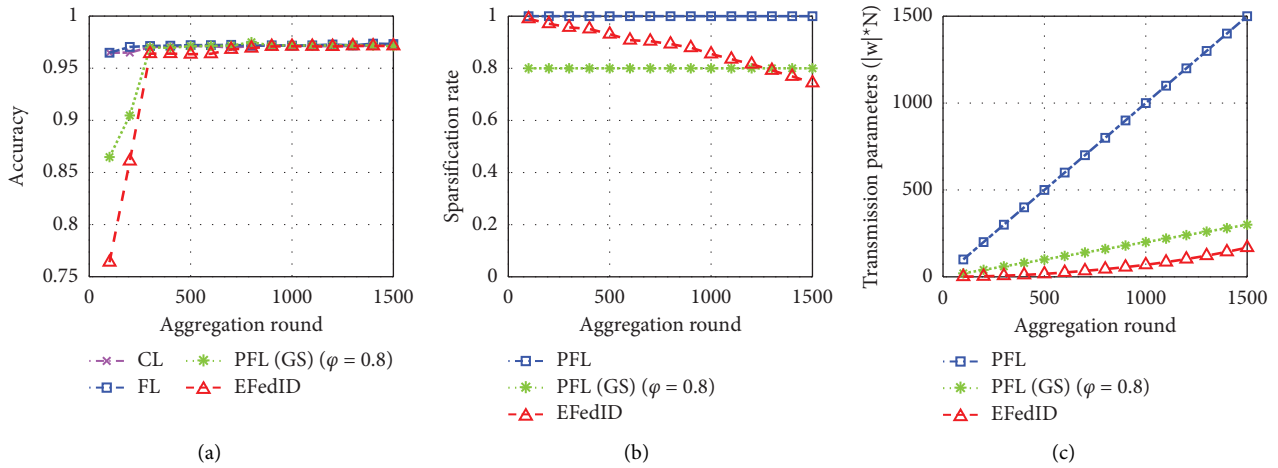 Accuracy
1
0.95
0.9
0.85
0.8
0.75
0
500
1000
1500
Aggregation round
CL
FL
PFL (GS) (φ = 0.8)
EFedID
(a)
Sparsification rate
1
0.8
0.6
0.4
0.2
0
0
500
1000
1500
Aggregation round
PFL
PFL (GS) (φ = 0.8)
EFedID
(b)
Transmission parameters (|w|*N)
1500
1000
500
0
0
500
1000
1500
Aggregation round
PFL
PFL (GS) (φ = 0.8)
EFedID
(c)